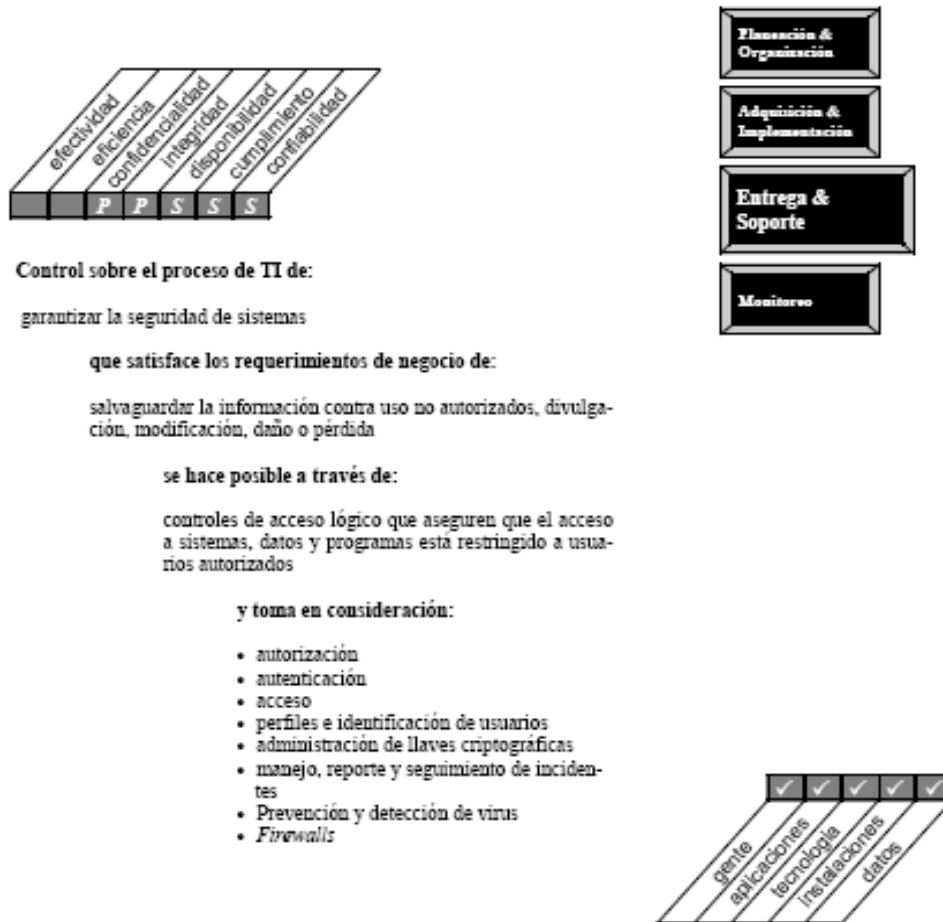 efectividad
eficiencia
confidencialidad
integridad
disponibilidad
cumplimiento
confiabilidad
P P S S S
Planeación &
Organización
Adquisición &
Implementación
Entrega &
Soporte
Monitoreo
Control sobre el proceso de TI de:
garantizar la seguridad de sistemas
que satisface los requerimientos de negocio de:
salvaguardar la información contra uso no autorizados, divulga-
ción, modificación, daño o pérdida
se hace posible a través de:
controles de acceso lógico que aseguren que el acceso
a sistemas, datos y programas está restringido a usua-
rios autorizados
y toma en consideración:
• autorización
• autenticación
• acceso
• perfiles e identificación de usuarios
• administración de llaves criptográficas
• manejo, reporte y seguimiento de inciden-
tes
• Prevención y detección de virus
• Firewalls
✓ ✓ ✓ ✓ ✓
gente
aplicaciones
tecnología
instalaciones
datos